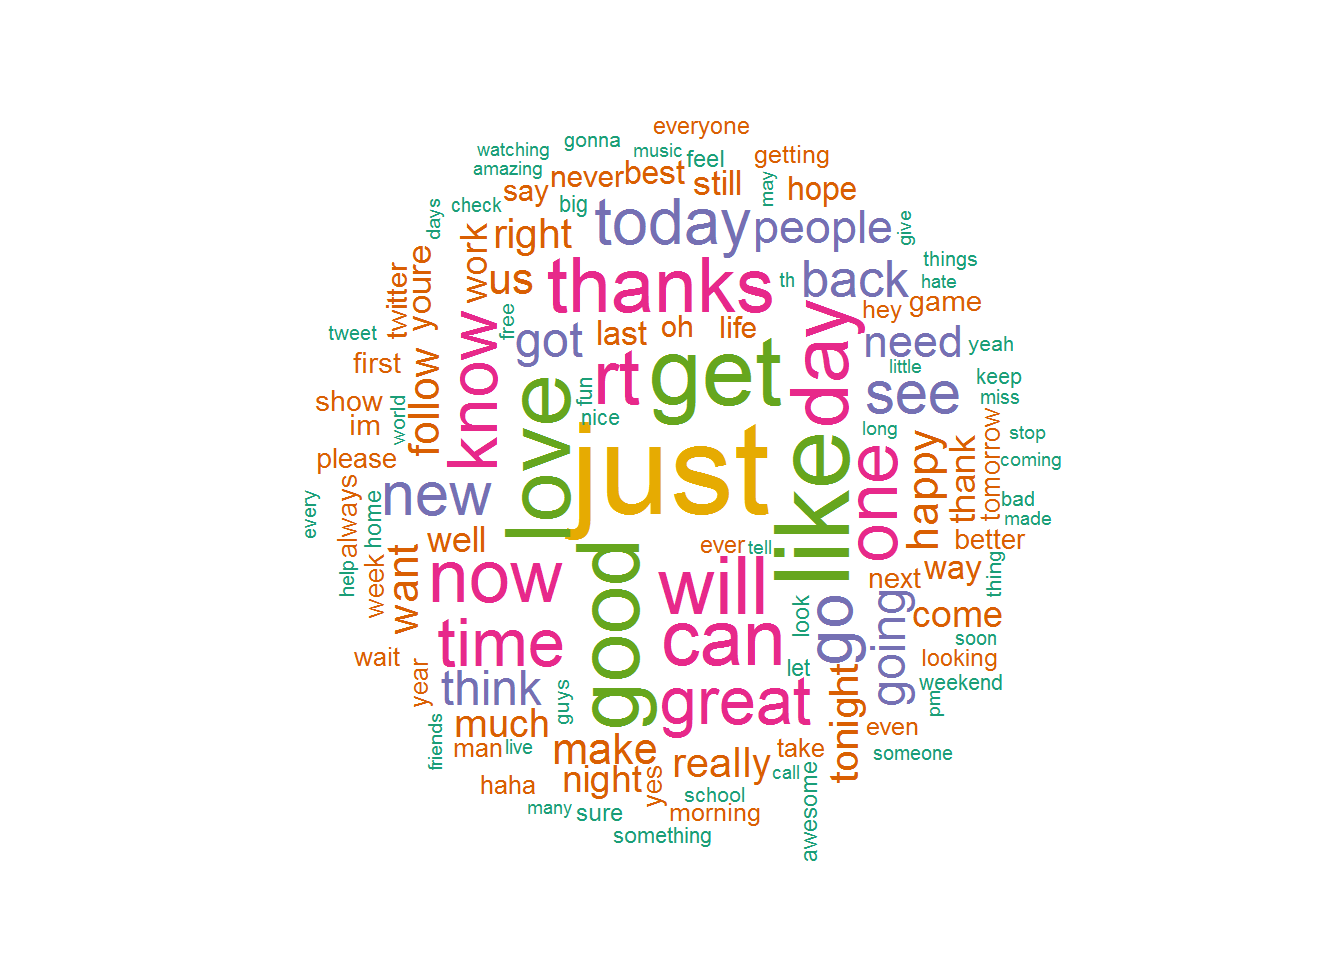 everyone
gonna
watching
music
feel
getting
amazing
never
best
still
may
hope
say
days
check
big
right
today
people
give
work
us
thanks
th
back
things
hate
twitter
youre
free
hey
game
tweet
know
got
last
oh
life
day
need
yeah
first
follow
rt
get
little
see
keep
miss
show
im
world
love
fun
nice
just
like
long
one
happy
thank
tomorrow
stop
coming
please
new
every
always
home
well
ever
tell
bad
made
better
help
week
want
now
good
will
look
go
next
way
thing
going
come
soon
wait
time
can
let
looking
weekend
pm
year
think
guys
great
tonight
even
friends
much
man
live
make
really
take
someone
haha
night
yes
call
awesome
school
many
sure
morning
something